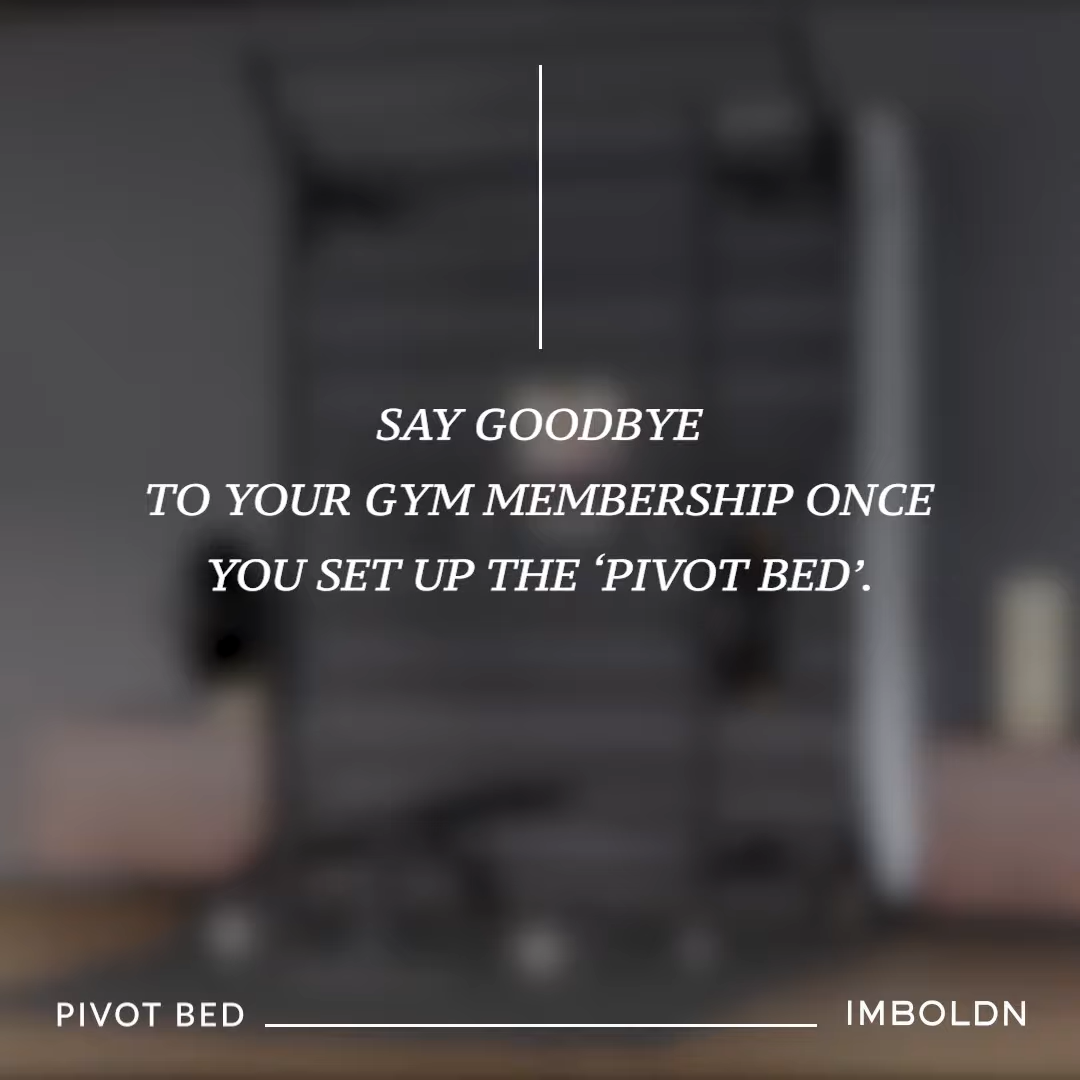 SAY GOODBYE
TO YOUR GYM MEMBERSHIP ONCE
YOU SET UP THE ‘PIVOT BED’.
PIVOT BED
IMBOLDN